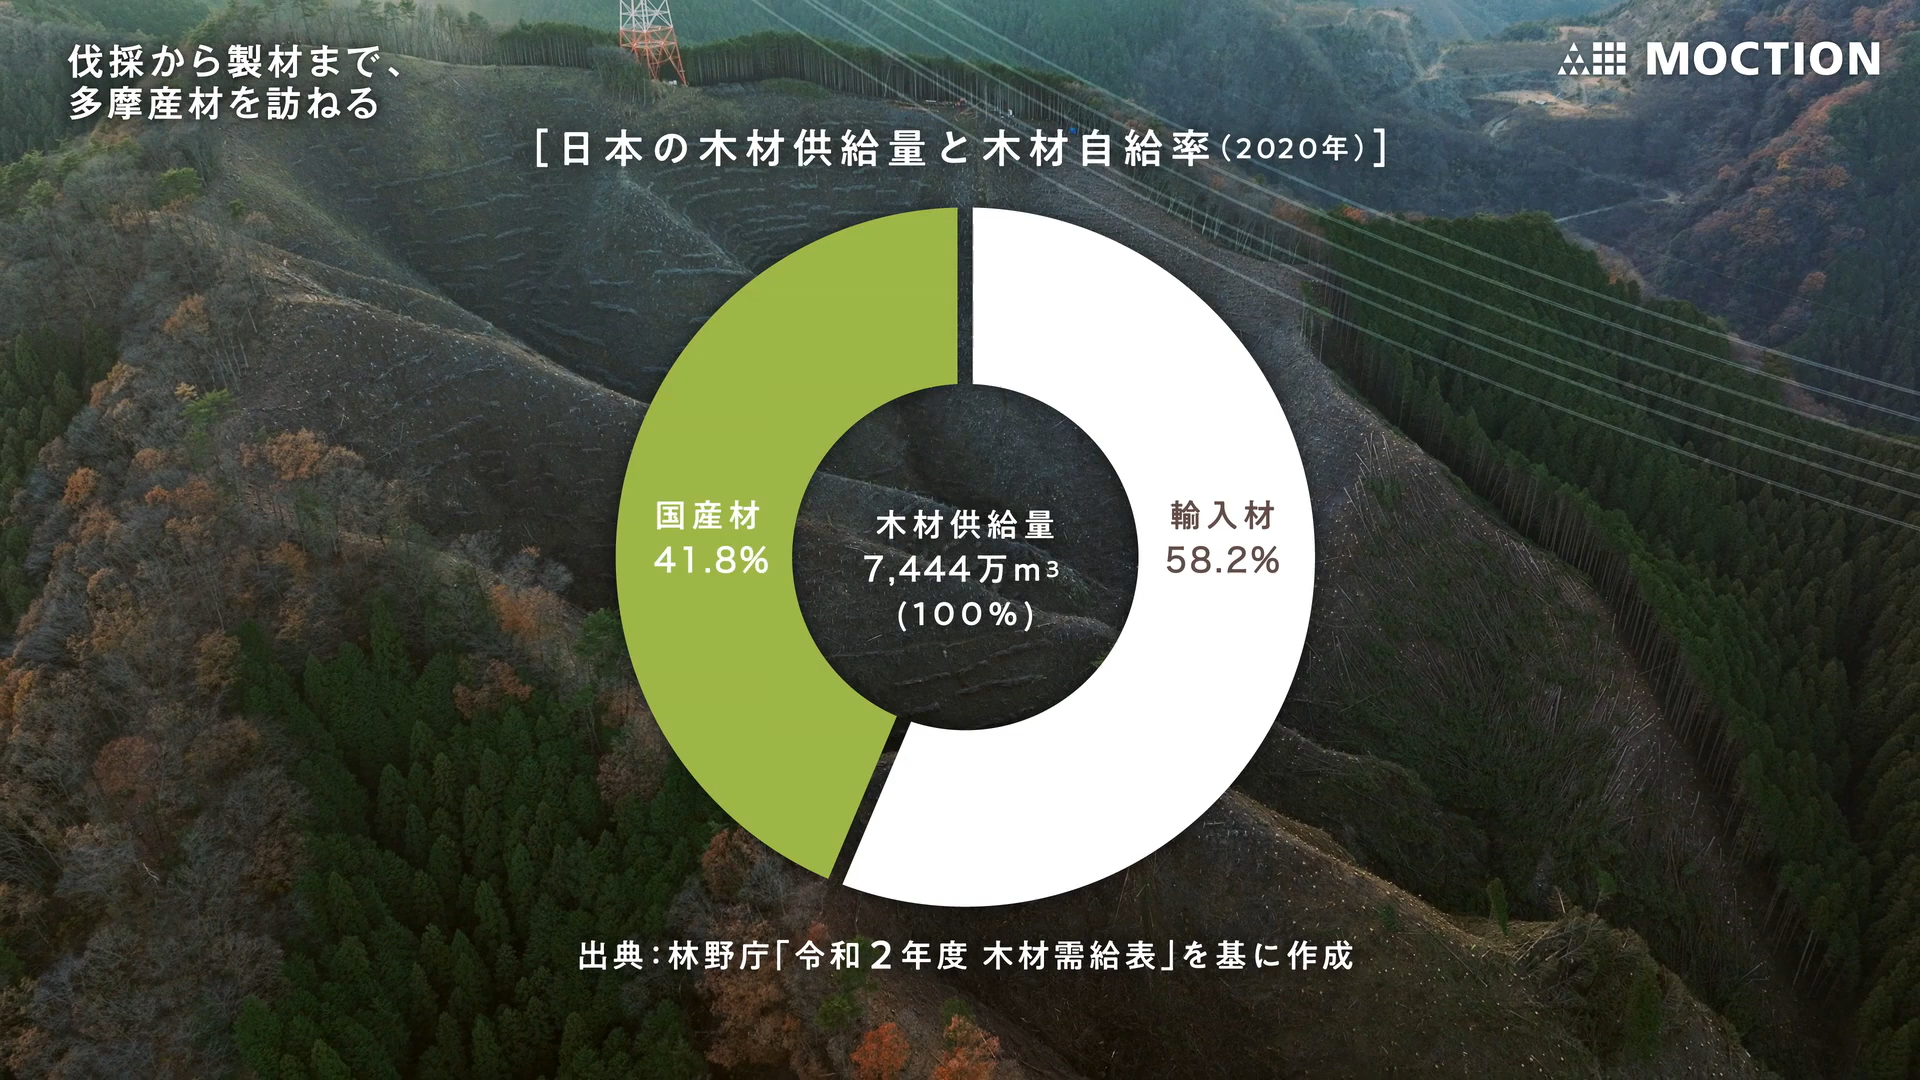 伐採から製材まで、
多摩産材を訪ねる
MOCTION
[日本の木材供給量と木材自給率(2020年)]
国産材
41.8%
木材供給量
7,444万m3
(100%)
輸入材
58.2%
出典：林野庁「令和2年度 木材需給表」を基に作成